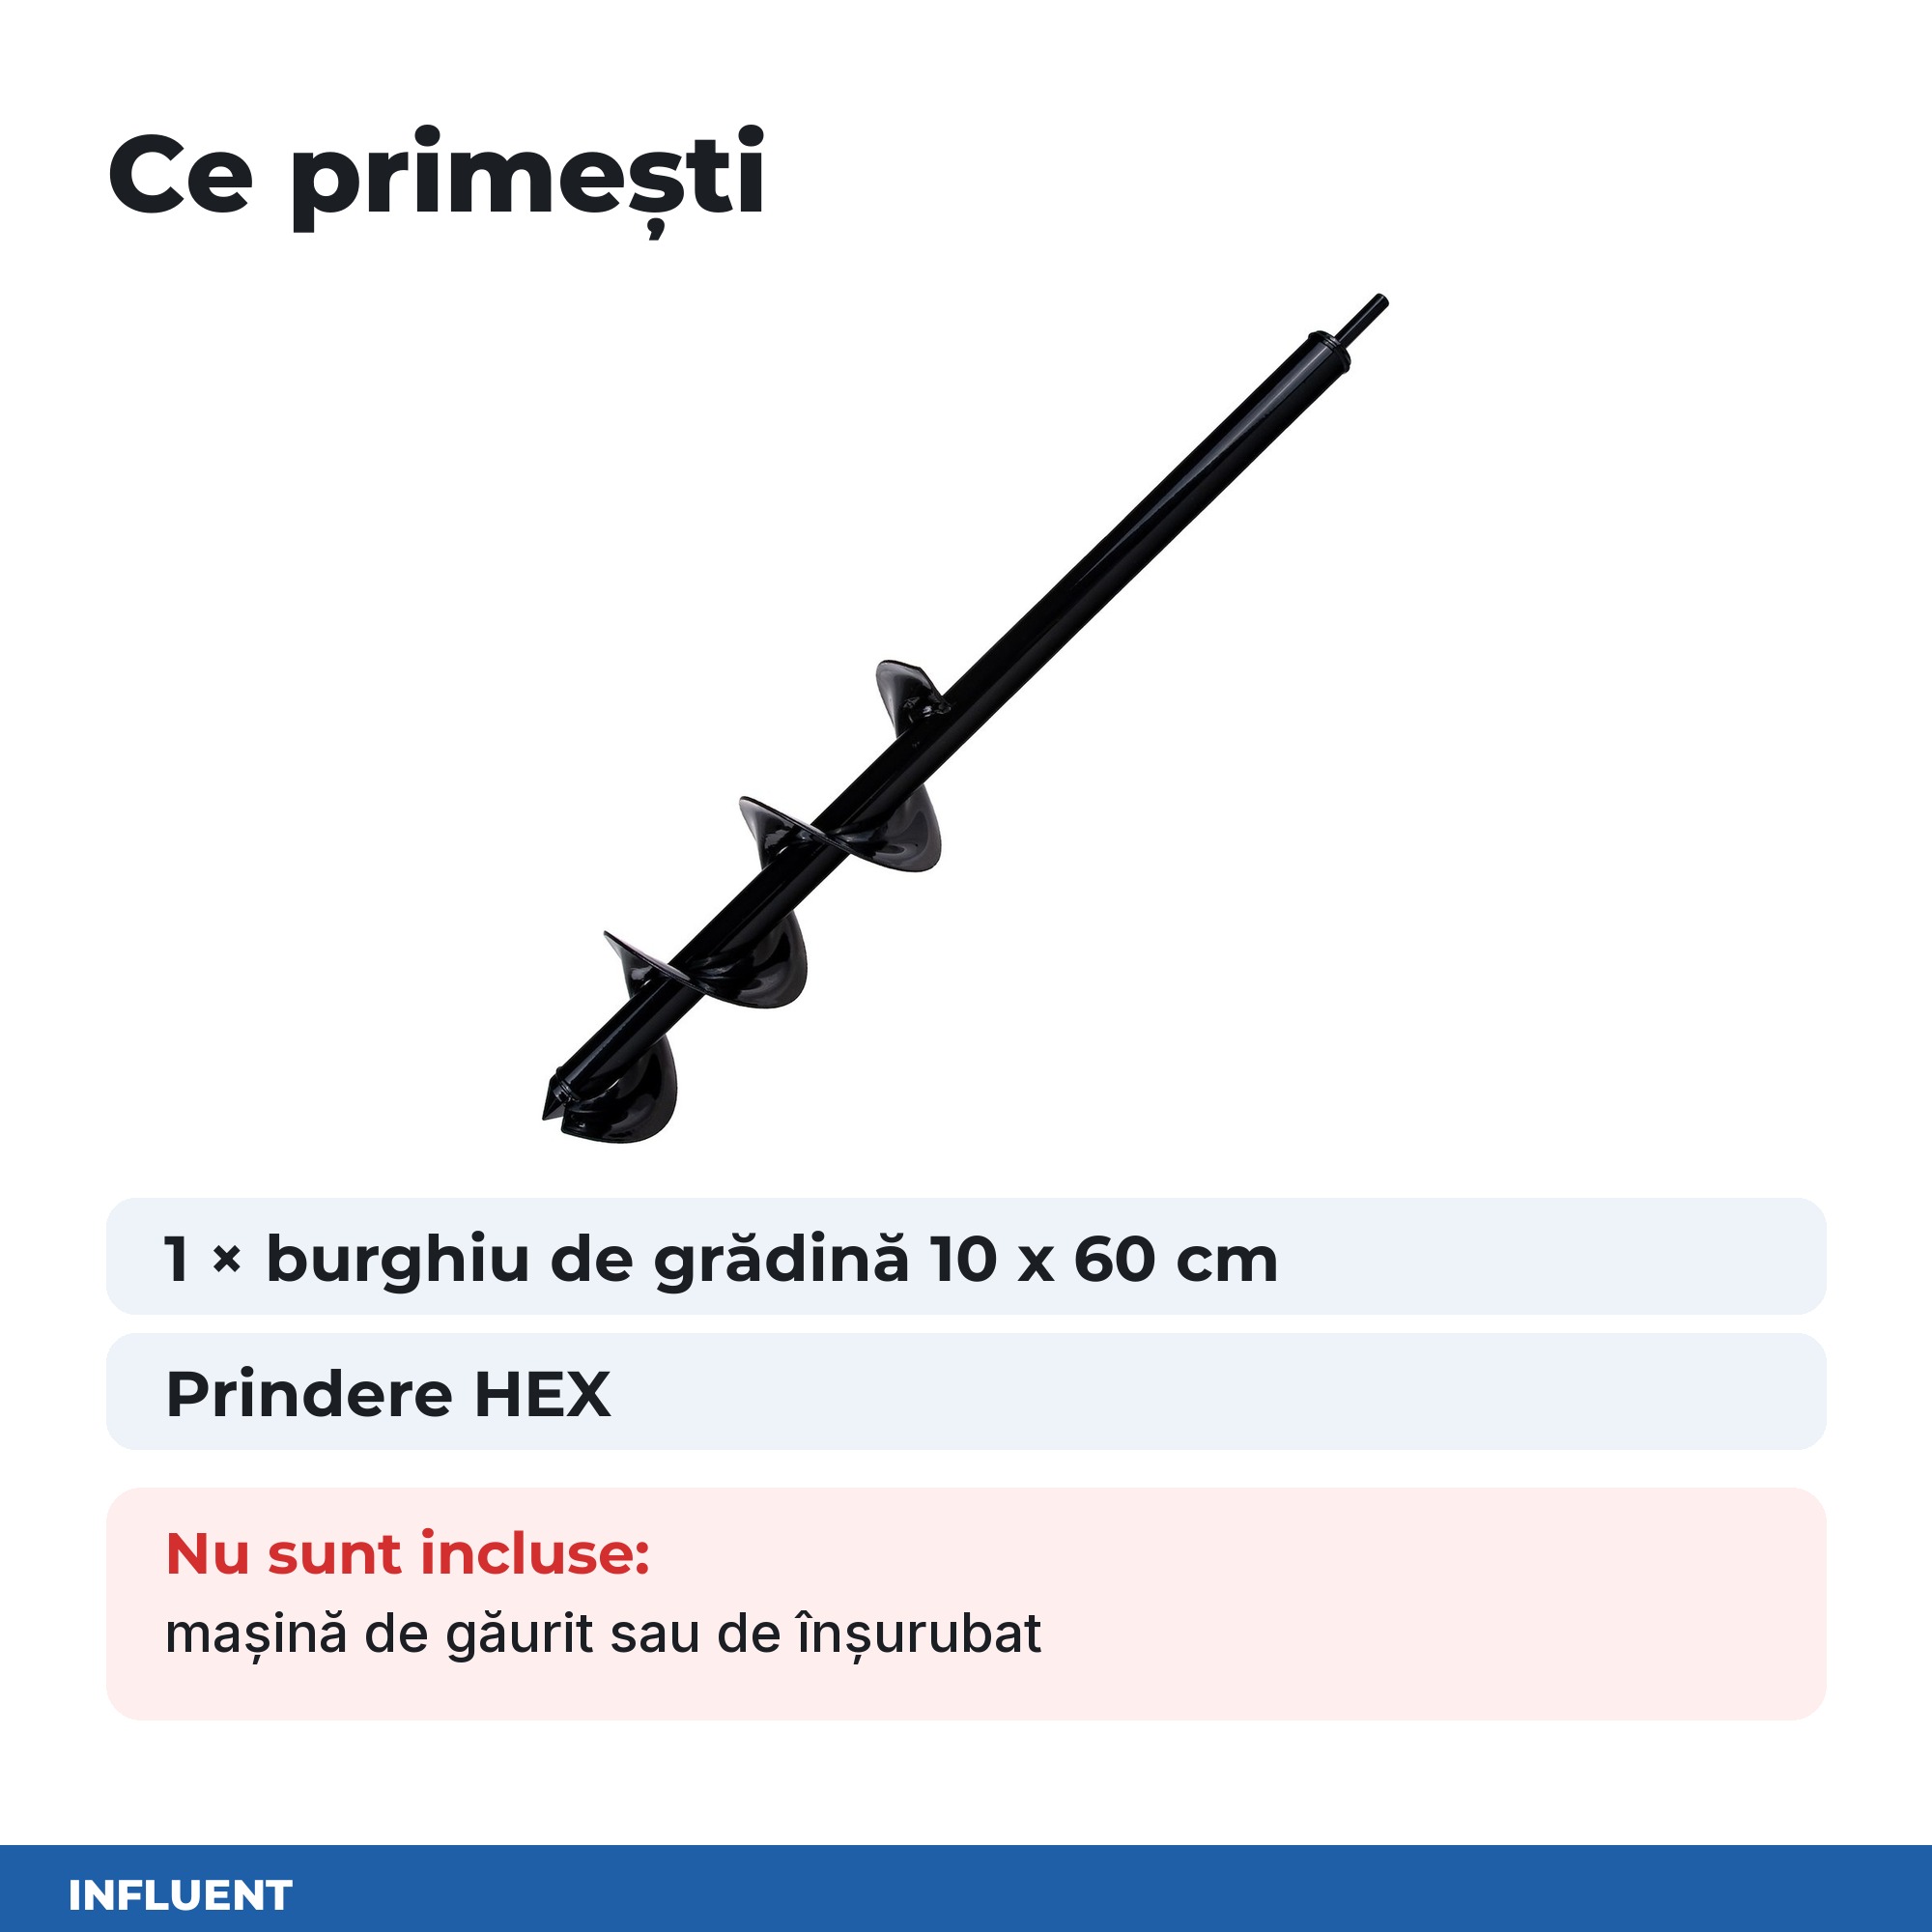 Ce primești
1 × burghiu de grădină 10 x 60 cm
Prindere HEX
Nu sunt incluse:
mașină de găurit sau de înșurubat
INFLUENT